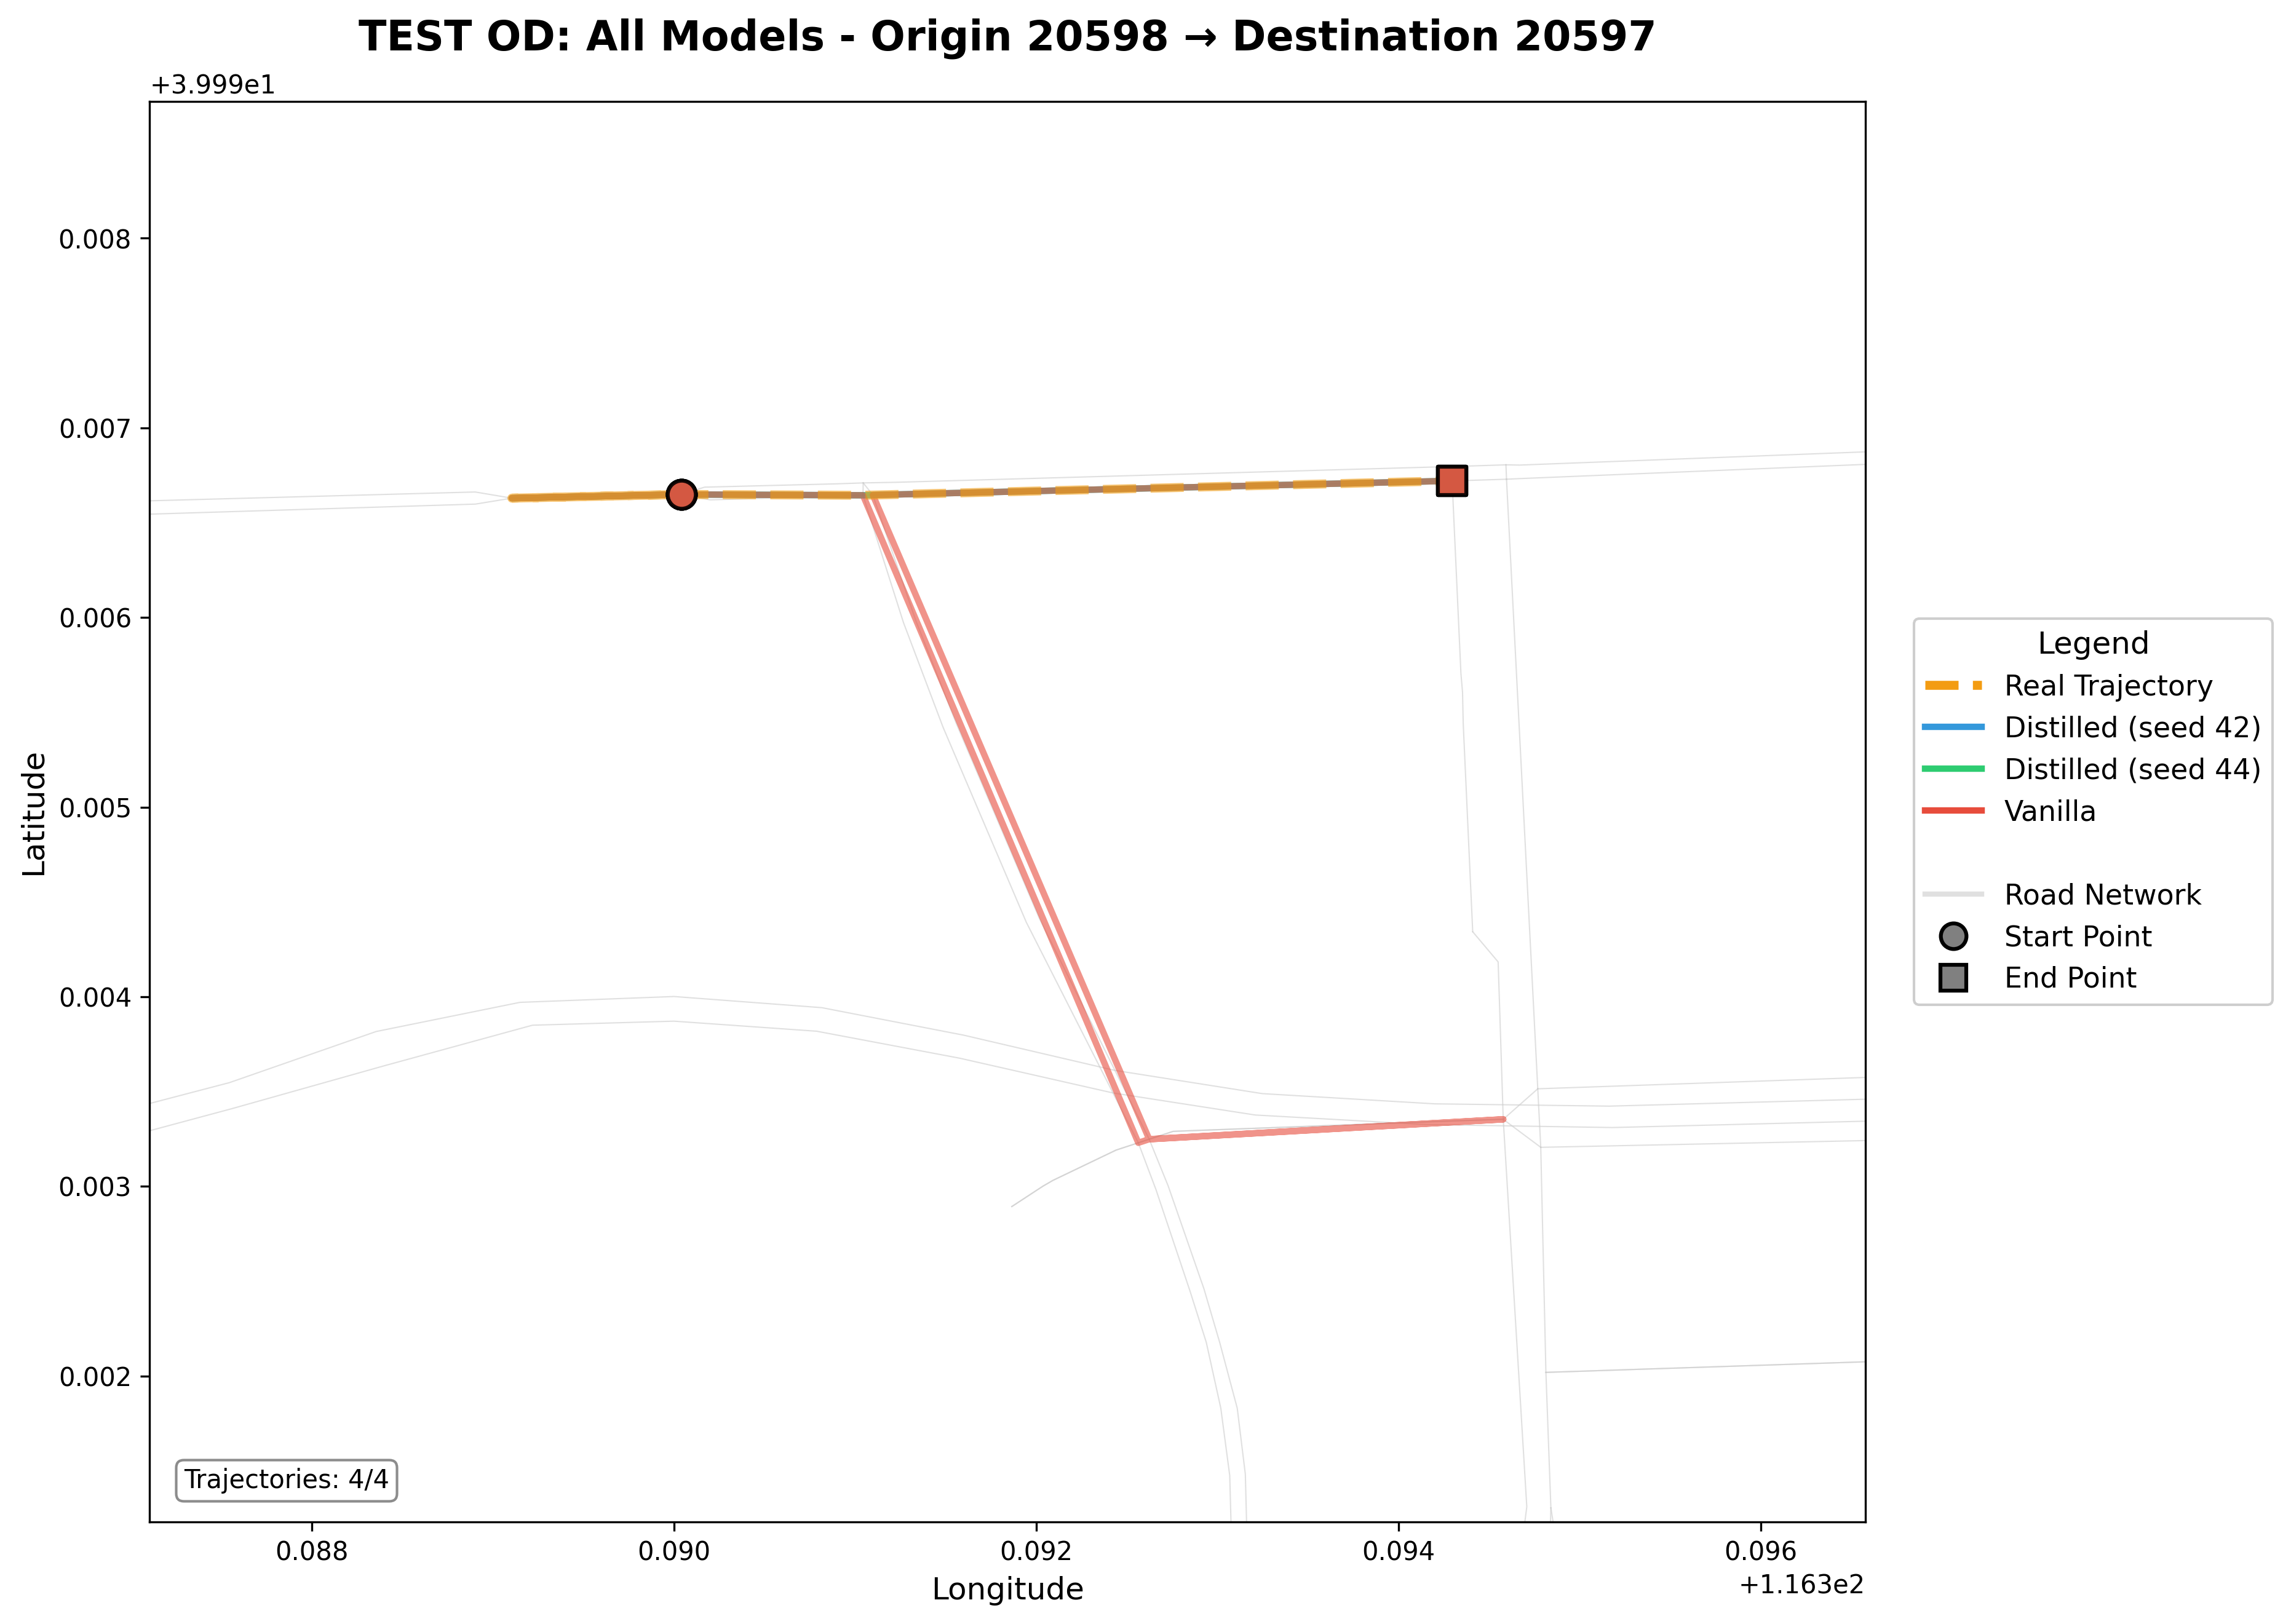 TEST OD: All Models - Origin 20598 → Destination 20597
+3.999e1
0.008
0.007
0.006
0.005
0.004
0.003
0.002
Latitude
Legend
Real Trajectory
Distilled (seed 42)
Distilled (seed 44)
Vanilla
Road Network
Start Point
End Point
Trajectories: 4/4
0.088
0.090
0.092
0.094
0.096
Longitude
+1.163e2